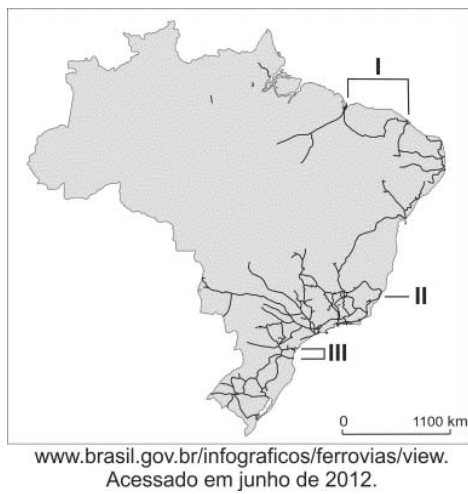 I
II
III
0 1100 km
www.brasil.gov.br/infograficos/ferrovias/view.
Acessado em junho de 2012.